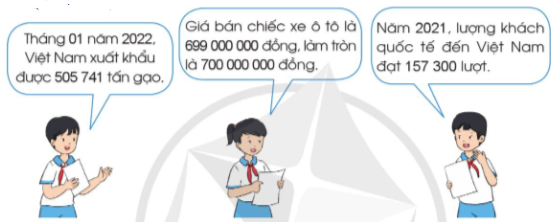 Tháng 01 năm 2022,
Việt Nam xuất khẩu
được 505 741 tấn gạo.
Giá bán chiếc xe ô tô là
699 000 000 đồng, làm tròn
là 700 000 000 đồng.
Năm 2021, lượng khách
quốc tế đến Việt Nam
đạt 157 300 lượt.